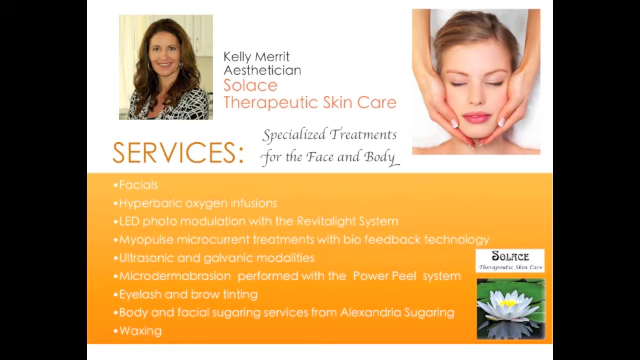 Kelly Merrit
Aesthetician
Solace
Therapeutic Skin Care
SERVICES:
Specialized Treatments
for the Face and Body
•Facials
•Hyperbaric oxygen infusions
•LED photo modulation with the Revitalight System
•Myopulse microcurrent treatments with bio feedback technology
•Ultrasonic and galvanic modalities
•Microdermabrasion performed with the Power Peel system
•Eyelash and brow tinting
•Body and facial sugaring services from Alexandria Sugaring
•Waxing
SOLACE
Therapeutic Skin Care